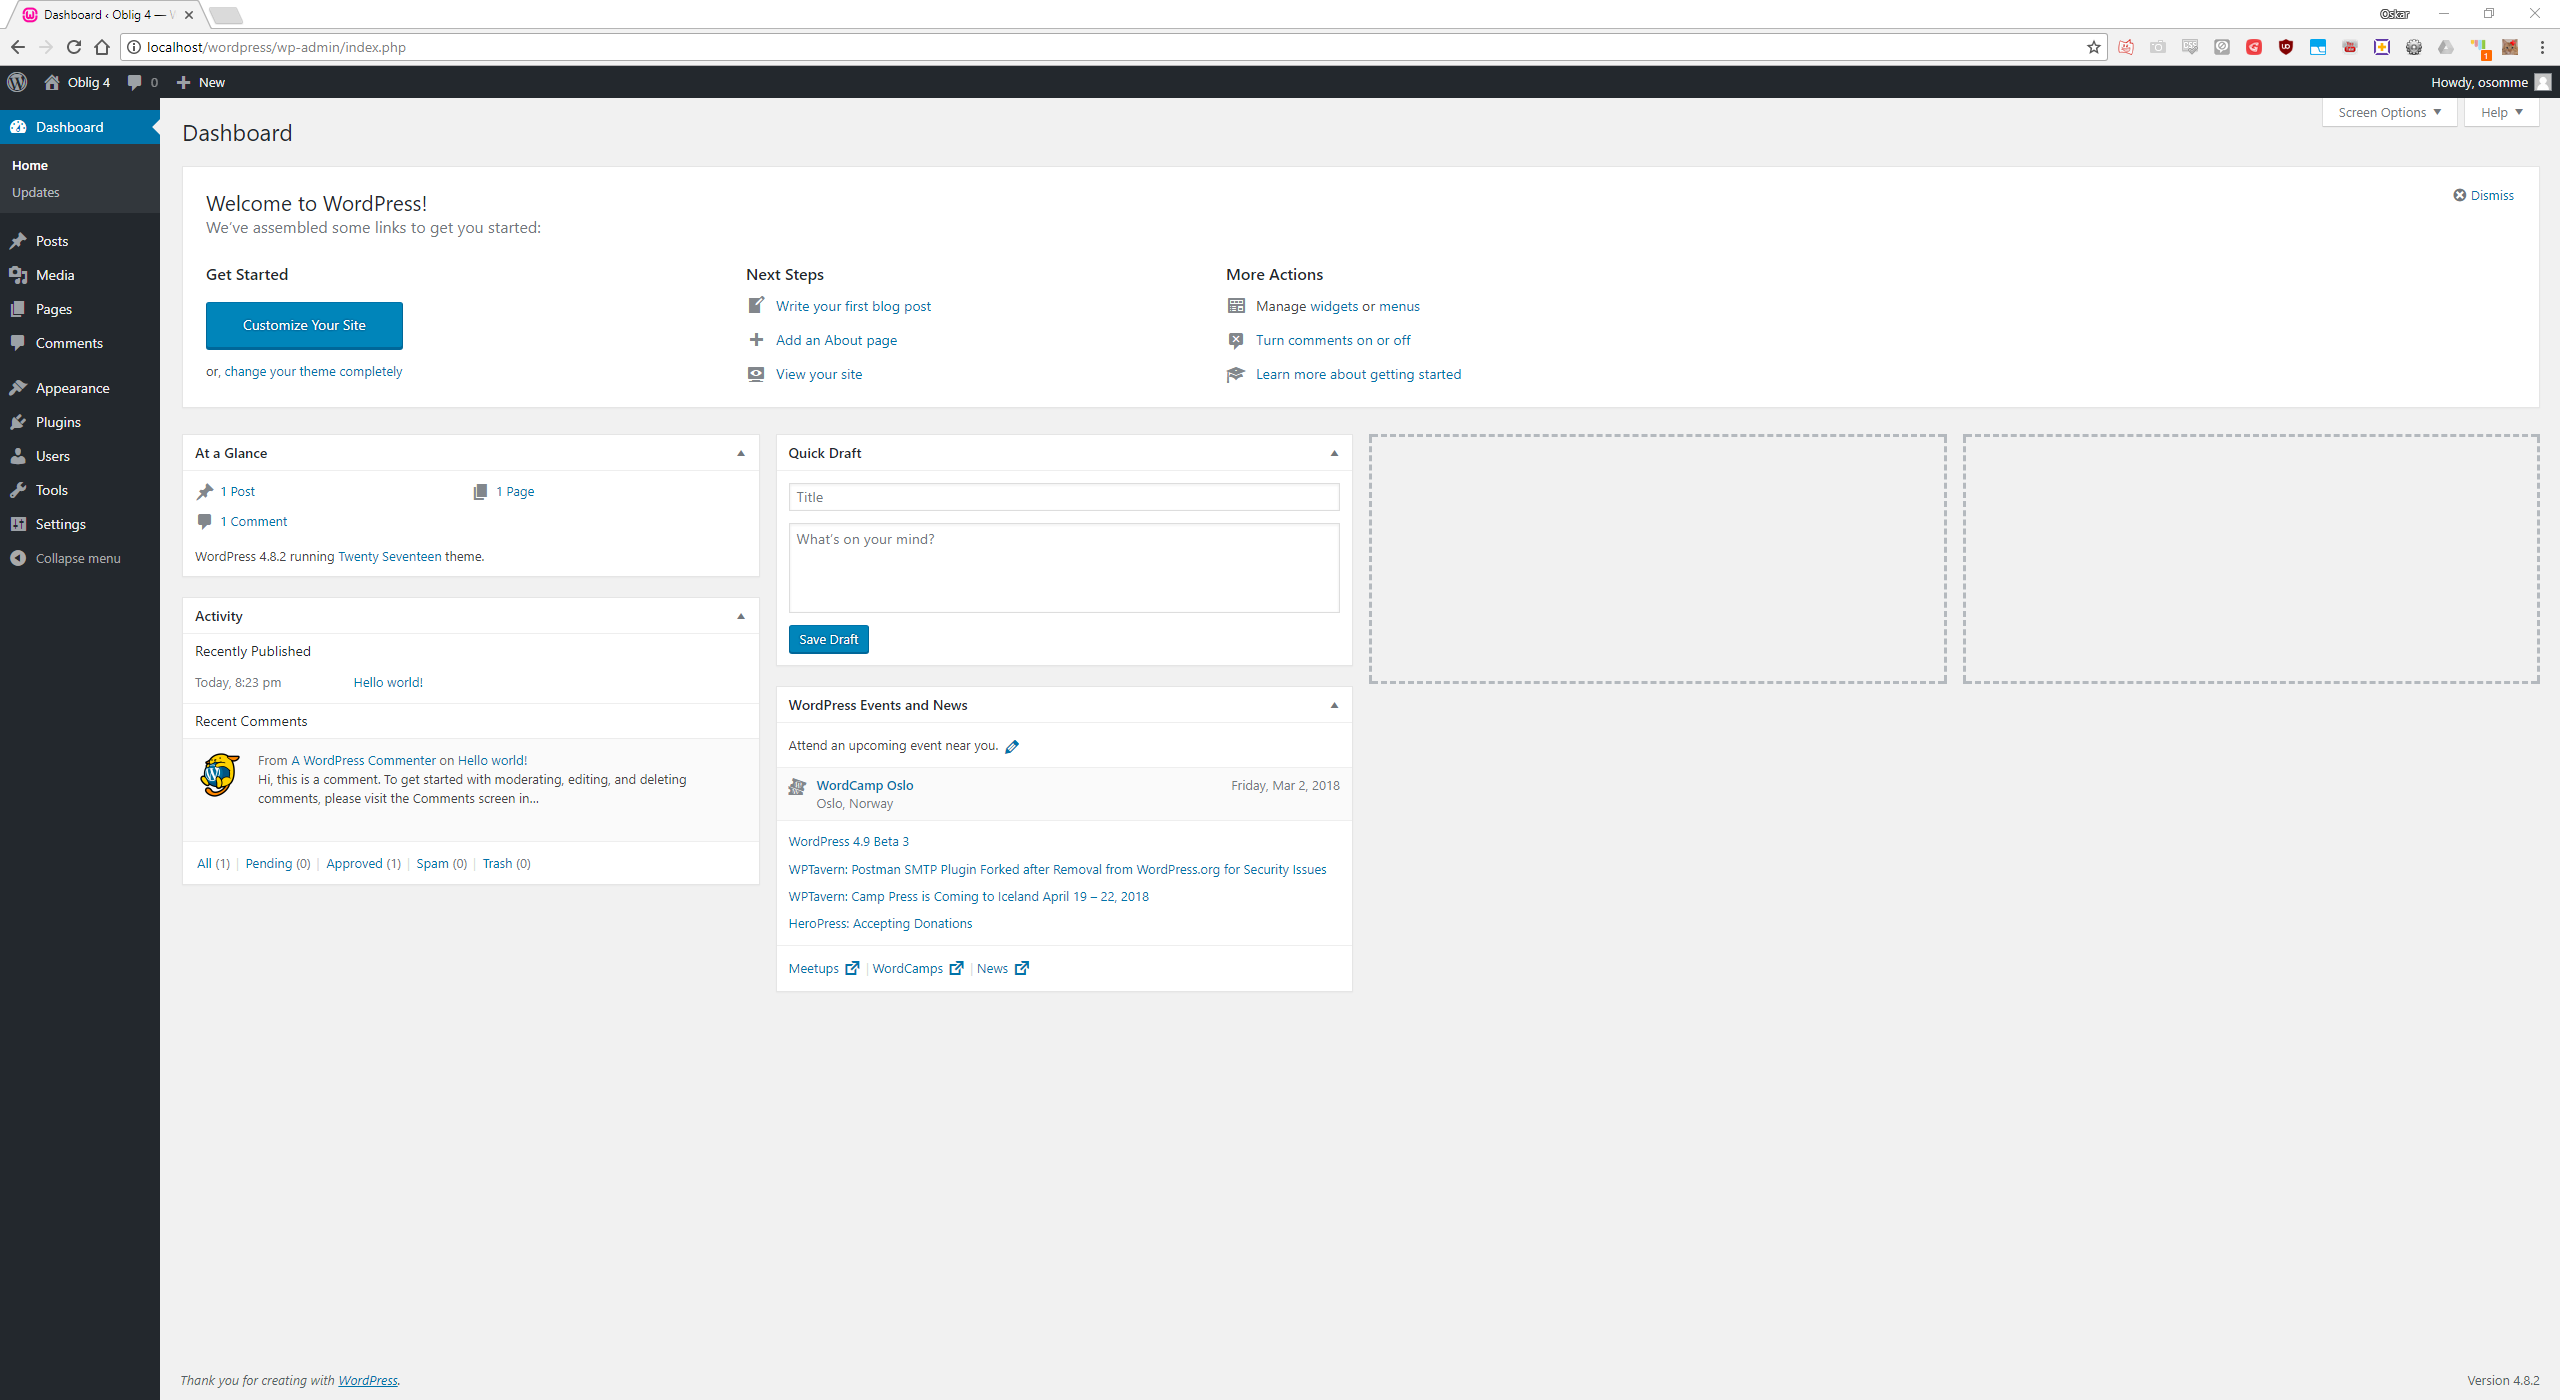 Dashboard ‹ Oblig 4 — W
Oskar
localhost/wordpress/wp-admin/index.php
Oblig 4
0
New
Howdy, osomme
Dashboard
Home
Updates
Posts
Media
Pages
Comments
Appearance
Plugins
Users
Tools
Settings
Collapse menu
Dashboard
Screen Options
Help
Welcome to WordPress!
Dismiss
We've assembled some links to get you started:
Get Started
Customize Your Site
or, change your theme completely
Next Steps
Write your first blog post
Add an About page
View your site
More Actions
Manage widgets or menus
Turn comments on or off
Learn more about getting started
At a Glance
1 Post
1 Page
1 Comment
WordPress 4.8.2 running Twenty Seventeen theme.
Activity
Recently Published
Today, 8:23 pm Hello world!
Recent Comments
From A WordPress Commenter on Hello world!
Hi, this is a comment. To get started with moderating, editing, and deleting
comments, please visit the Comments screen in...
All (1) | Pending (0) | Approved (1) | Spam (0) | Trash (0)
Quick Draft
Title
What's on your mind?
Save Draft
WordPress Events and News
Attend an upcoming event near you.
WordCamp Oslo
Friday, Mar 2, 2018
Oslo, Norway
WordPress 4.9 Beta 3
WPTavern: Postman SMTP Plugin Forked after Removal from WordPress.org for Security Issues
WPTavern: Camp Press is Coming to Iceland April 19 – 22, 2018
HeroPress: Accepting Donations
Meetups | WordCamps | News
Thank you for creating with WordPress.
Version 4.8.2